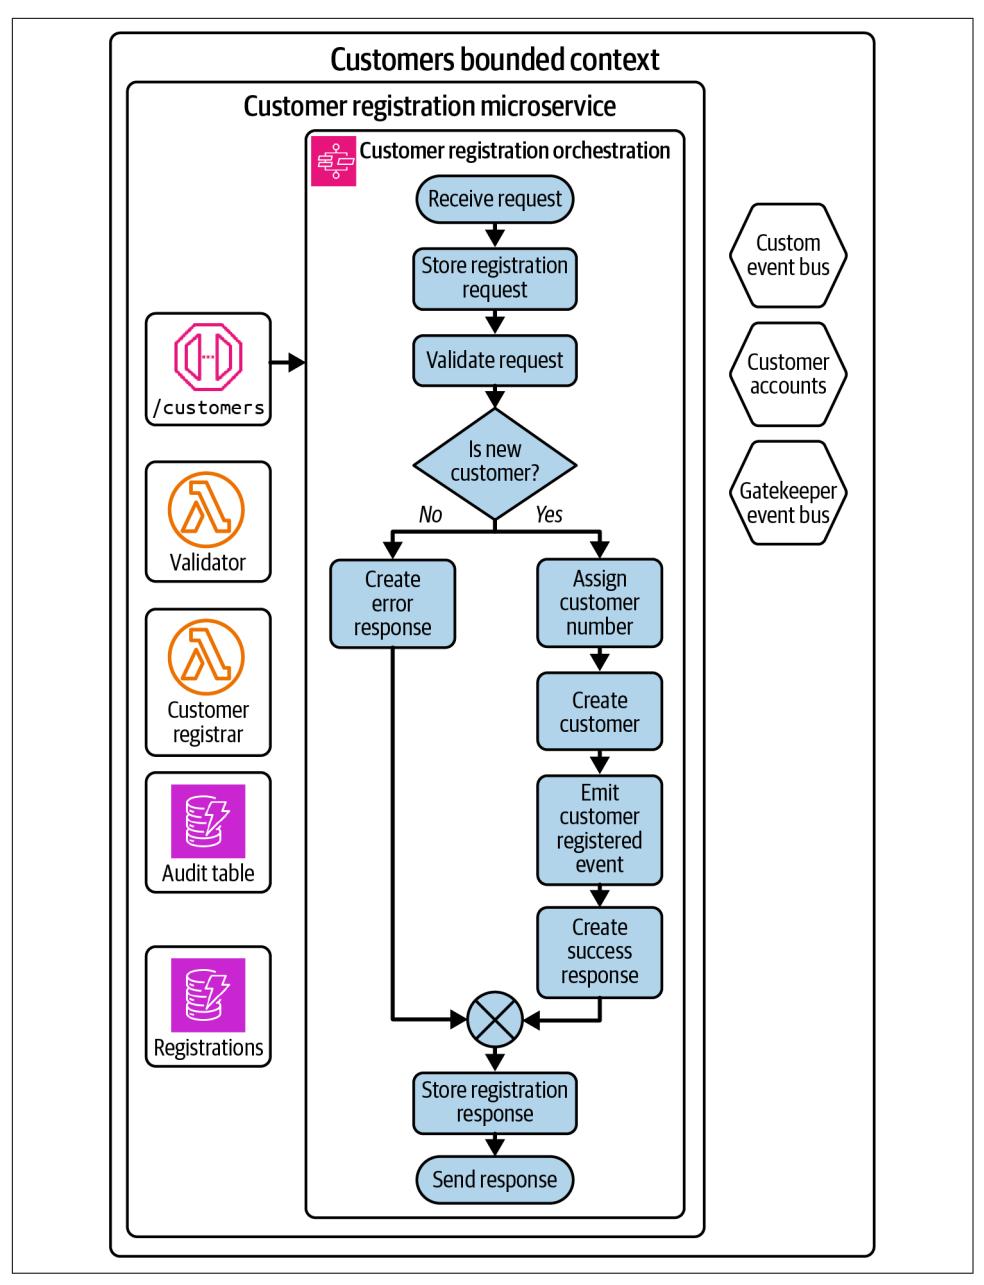 Customers bounded context
Customer registration microservice
Customer registration orchestration
Receive request
Store registration
request
Validate request
Is new
customer?
No
Yes
Create
error
response
Assign
customer
number
Create
customer
Emit
customer
registered
event
Create
success
response
Store registration
response
Send response
/customers
Validator
Customer
registrar
Audit table
Registrations
Custom
event bus
Customer
accounts
Gatekeeper
event bus